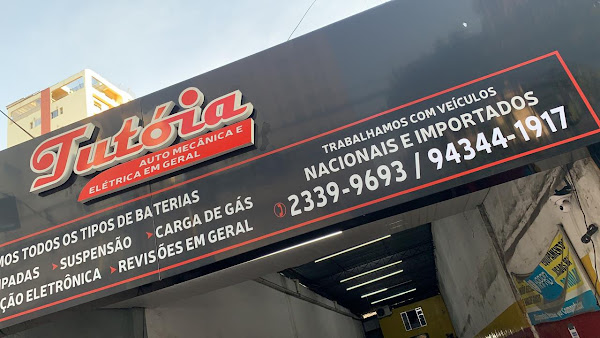 Tutóia
AUTO MECÂNICA E
ELÉTRICA EM GERAL
TRABALHAMOS COM VEÍCULOS
NACIONAIS E IMPORTADOS
2339-9693 / 94344-1917
MOS TODOS OS TIPOS DE BATERIAS
PADAS SUSPENSÃO CARGA DE GÁS
ÇÃO ELETRÔNICA REVISÕES EM GERAL